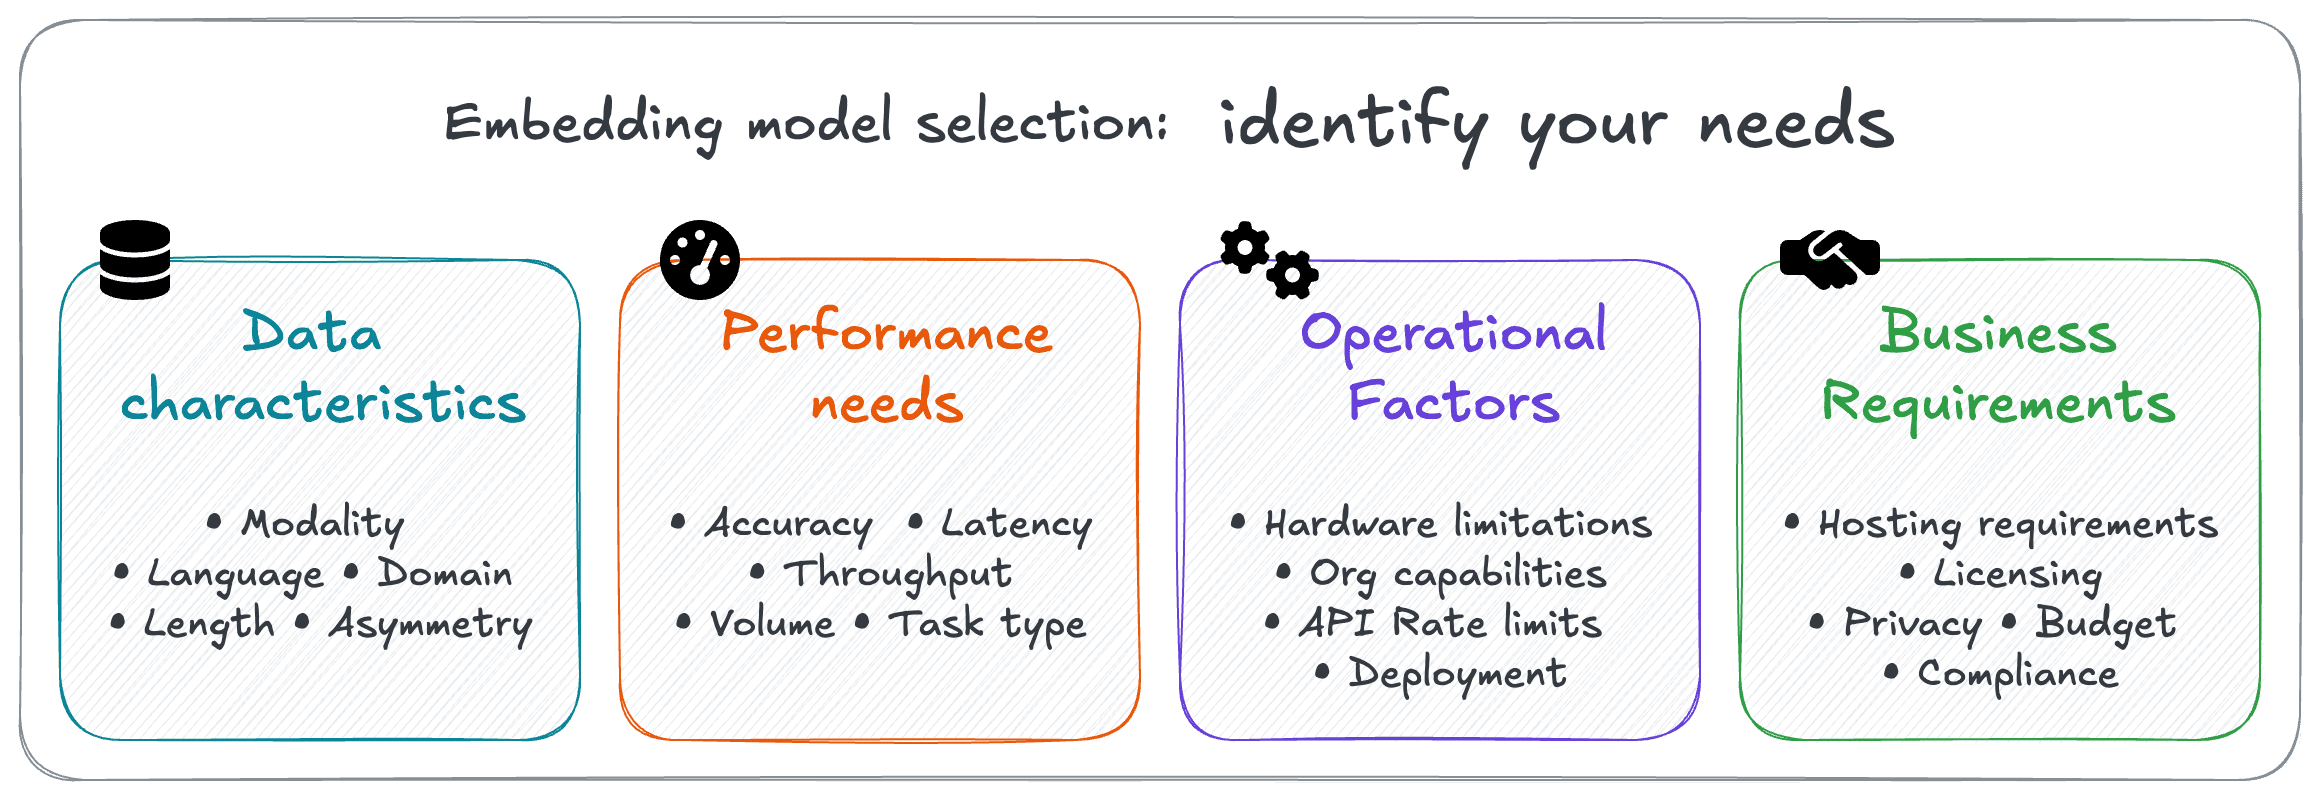 Embedding model selection: identify your needs
Data
characteristics
• Modality
• Language • Domain
• Length • Asymmetry
Performance
needs
• Accuracy • Latency
• Throughput
• Volume • Task type
Operational
Factors
• Hardware limitations
• Org capabilities
• API Rate limits
• Deployment
Business
Requirements
• Hosting requirements
• Licensing
• Privacy • Budget
• Compliance